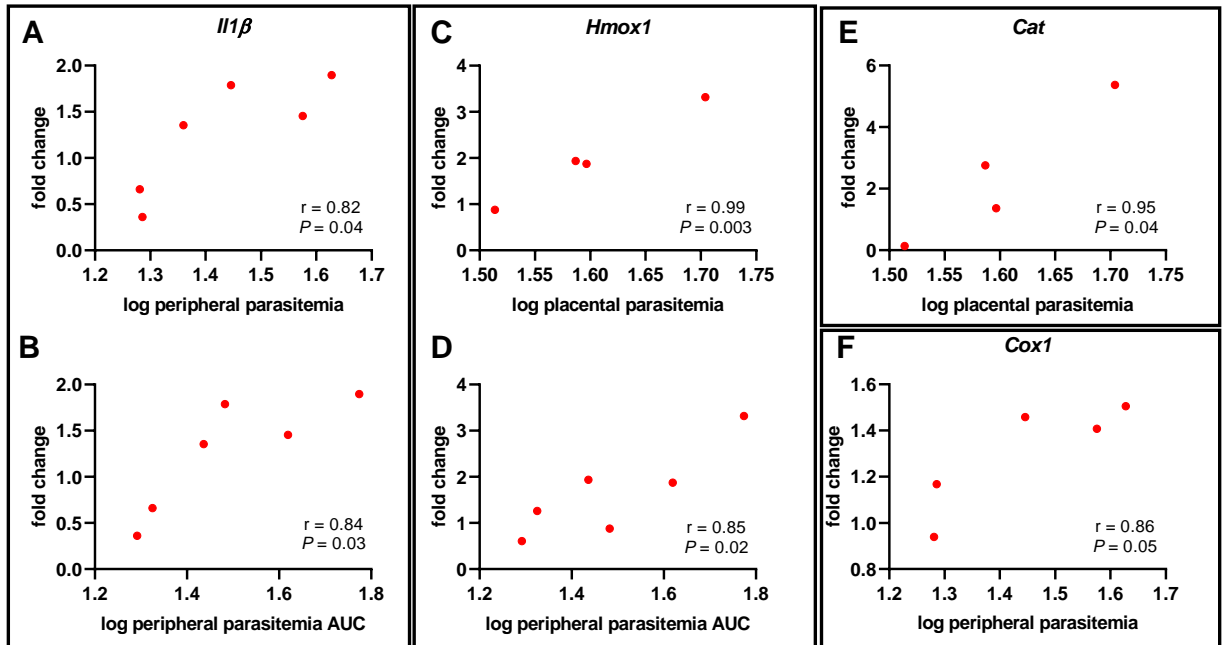 A
Il1β
2.0
1.5
1.0
0.5
0.0
fold change
r = 0.82
P = 0.04
1.2 1.3 1.4 1.5 1.6 1.7
log peripheral parasitemia
B
2.0
1.5
1.0
0.5
0.0
fold change
r = 0.84
P = 0.03
1.2 1.4 1.6 1.8
log peripheral parasitemia AUC
C
Hmox1
4
3
2
1
0
fold change
r = 0.99
P = 0.003
1.50 1.55 1.60 1.65 1.70 1.75
log placental parasitemia
D
4
3
2
1
0
fold change
r = 0.85
P = 0.02
1.2 1.4 1.6 1.8
log peripheral parasitemia AUC
E
Cat
6
4
2
0
fold change
r = 0.95
P = 0.04
1.50 1.55 1.60 1.65 1.70 1.75
log placental parasitemia
F
Cox1
1.6
1.4
1.2
1.0
0.8
fold change
r = 0.86
P = 0.05
1.2 1.3 1.4 1.5 1.6 1.7
log peripheral parasitemia